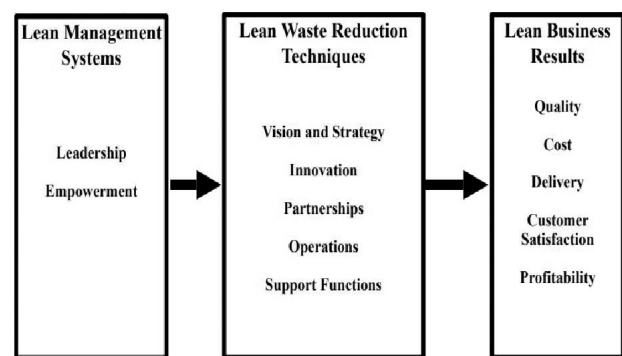 Lean Management
Systems
Leadership
Empowerment
Lean Waste Reduction
Techniques
Vision and Strategy
Innovation
Partnerships
Operations
Support Functions
Lean Business
Results
Quality
Cost
Delivery
Customer
Satisfaction
Profitability